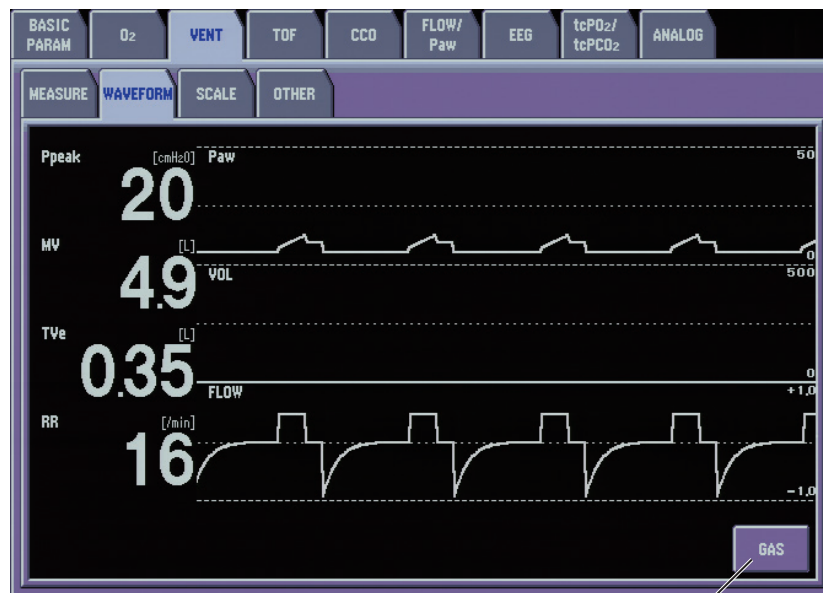 BASIC PARAM
O2
VENT
TOF
CCO
FLOW/ Paw
EEG
tcPO2/ tcPCO2
ANALOG
MEASURE
WAVEFORM
SCALE
OTHER
Ppeak [cmH2O]
20
Paw
50
0
MV [L]
4.9
VOL
500
0
TVe [L]
0.35
FLOW
+1.0
-1.0
RR [/min]
16
GAS